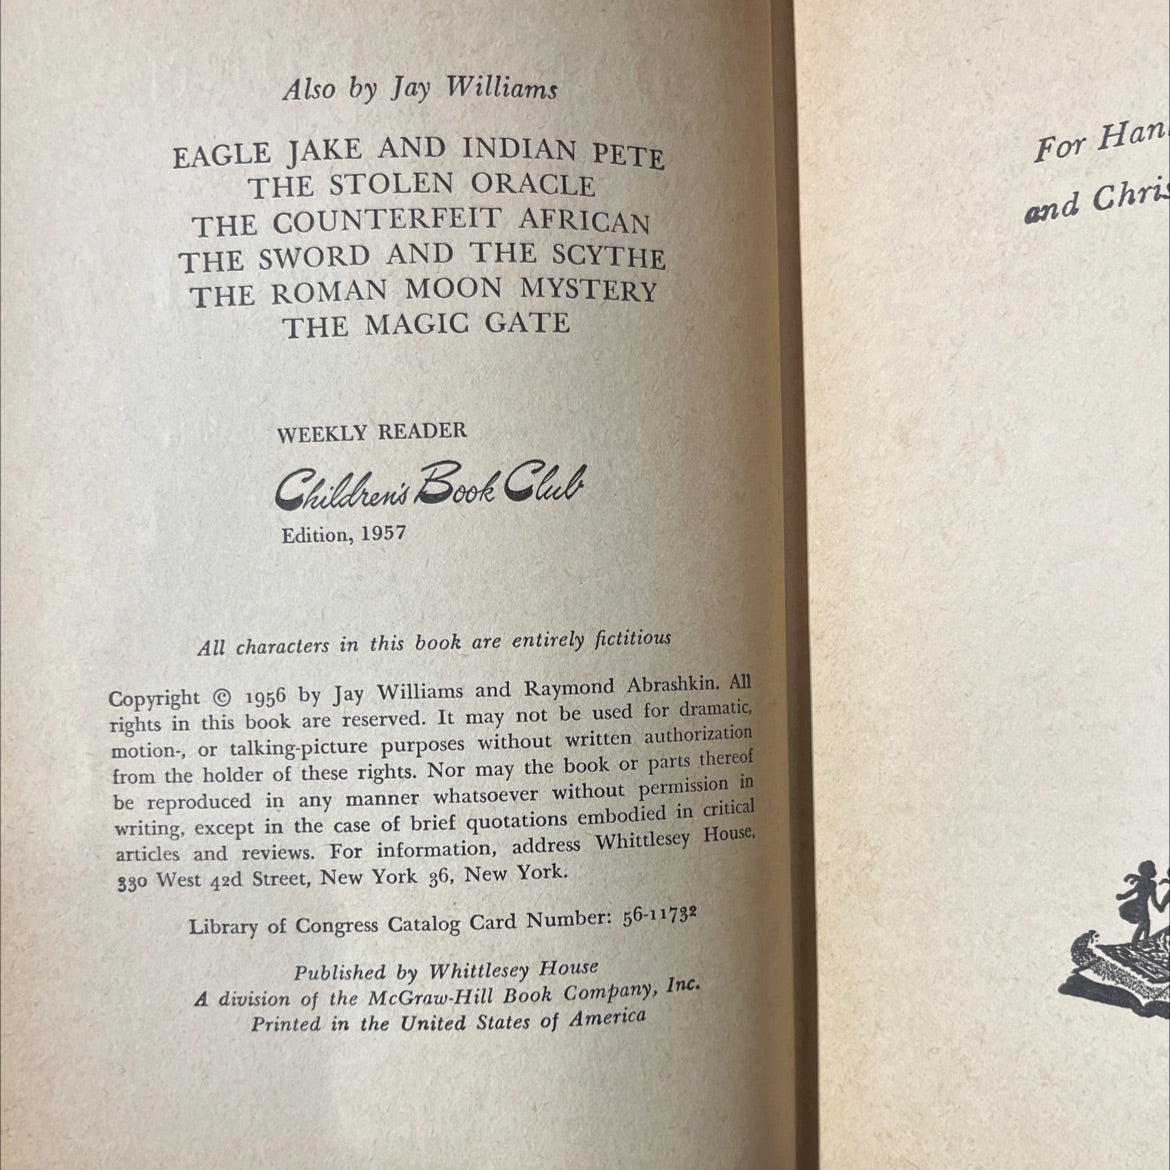 Also by Jay Williams
EAGLE JAKE AND INDIAN PETE
THE STOLEN ORACLE
THE COUNTERFEIT AFRICAN
THE SWORD AND THE SCYTHE
THE ROMAN MOON MYSTERY
THE MAGIC GATE
WEEKLY READER
Children's Book Club
Edition, 1957
All characters in this book are entirely fictitious
Copyright © 1956 by Jay Williams and Raymond Abrashkin. All
rights in this book are reserved. It may not be used for dramatic,
motion-, or talking-picture purposes without written authorization
from the holder of these rights. Nor may the book or parts thereof
be reproduced in any manner whatsoever without permission in
writing, except in the case of brief quotations embodied in critical
articles and reviews. For information, address Whittlesey House,
330 West 42d Street, New York 36, New York.
Library of Congress Catalog Card Number: 56-11732
Published by Whittlesey House
A division of the McGraw-Hill Book Company, Inc.
Printed in the United States of America
For
and